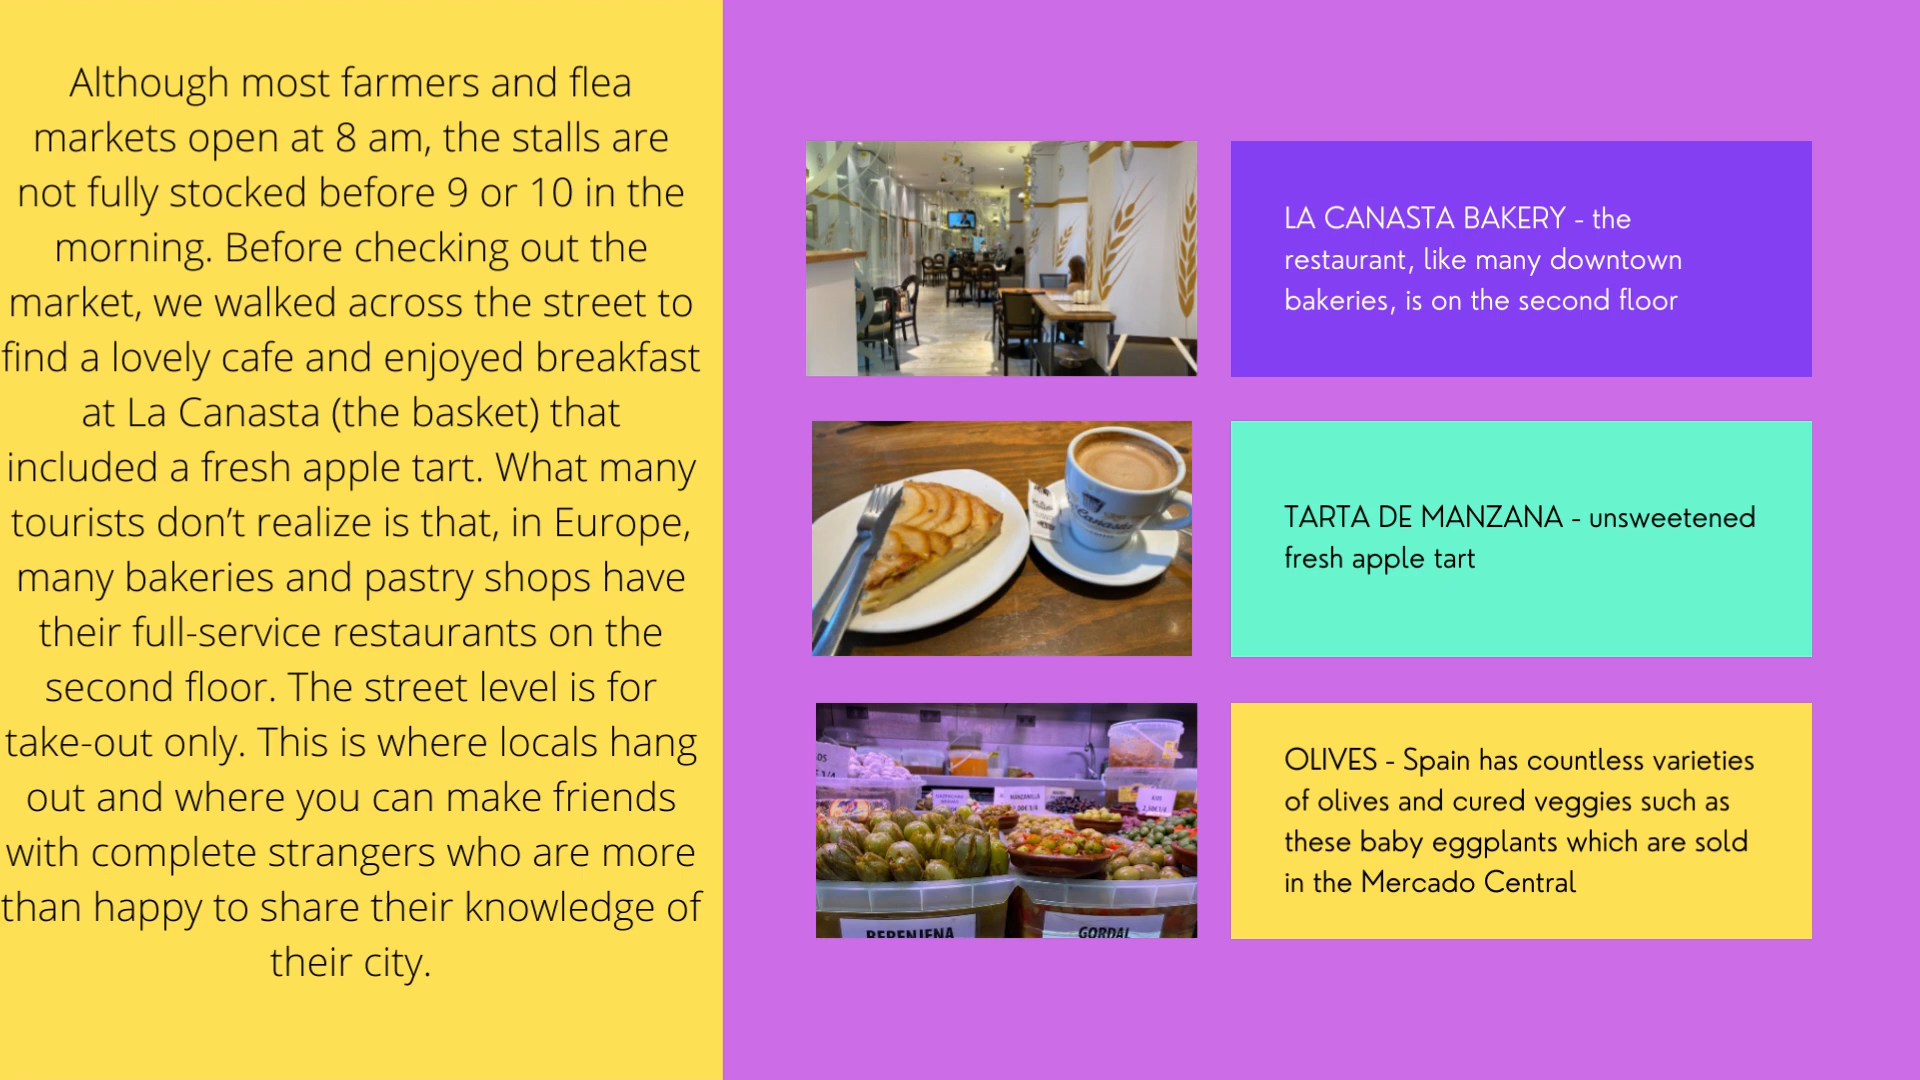 Although most farmers and flea
markets open at 8 am, the stalls are
not fully stocked before 9 or 10 in the
morning. Before checking out the
market, we walked across the street to
find a lovely cafe and enjoyed breakfast
at La Canasta (the basket) that
included a fresh apple tart. What many
tourists don’t realize is that, in Europe,
many bakeries and pastry shops have
their full-service restaurants on the
second floor. The street level is for
take-out only. This is where locals hang
out and where you can make friends
with complete strangers who are more
than happy to share their knowledge of
their city.
LA CANASTA BAKERY - the
restaurant, like many downtown
bakeries, is on the second floor
Canasta
TARTA DE MANZANA - unsweetened
fresh apple tart
MANZANILLA
BERENJENA
GORDAL
OLIVES - Spain has countless varieties
of olives and cured veggies such as
these baby eggplants which are sold
in the Mercado Central